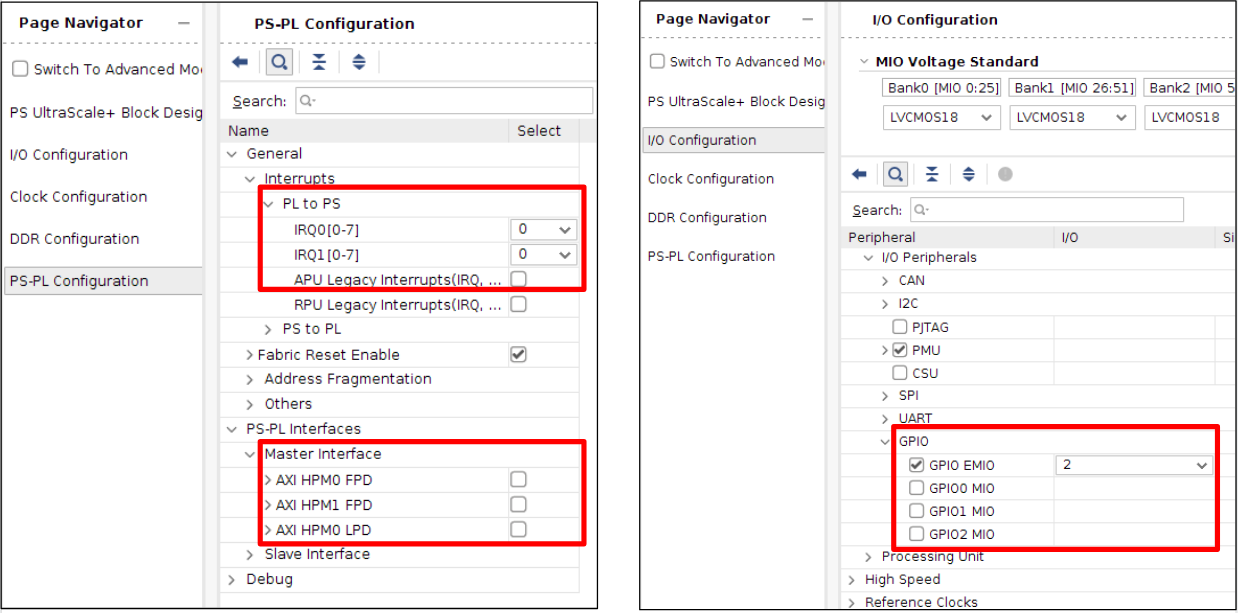 Page Navigator
Switch To Advanced Mo
PS UltraScale+ Block Desig
I/O Configuration
Clock Configuration
DDR Configuration
PS-PL Configuration
PS-PL Configuration
Search:
Name Select
General
Interrupts
PL to PS
IRQ0[0-7] 0
IRQ1[0-7] 0
APU Legacy Interrupts(IRQ, ...
RPU Legacy Interrupts(IRQ, ...
PS to PL
Fabric Reset Enable
Address Fragmentation
Others
PS-PL Interfaces
Master Interface
AXI HPM0 FPD
AXI HPM1 FPD
AXI HPM0 LPD
Slave Interface
Debug
Page Navigator
Switch To Advanced Mo
PS UltraScale+ Block Desig
I/O Configuration
Clock Configuration
DDR Configuration
PS-PL Configuration
I/O Configuration
MIO Voltage Standard
Bank0 [MIO 0:25] Bank1 [MIO 26:51] Bank2 [MIO 5
LVCMOS18 LVCMOS18 LVCMOS18
Search:
Peripheral I/O Si
I/O Peripherals
CAN
I2C
PJTAG
PMU
CSU
SPI
UART
GPIO
GPIO EMIO 2
GPIO0 MIO
GPIO1 MIO
GPIO2 MIO
Processing Unit
High Speed
Reference Clocks